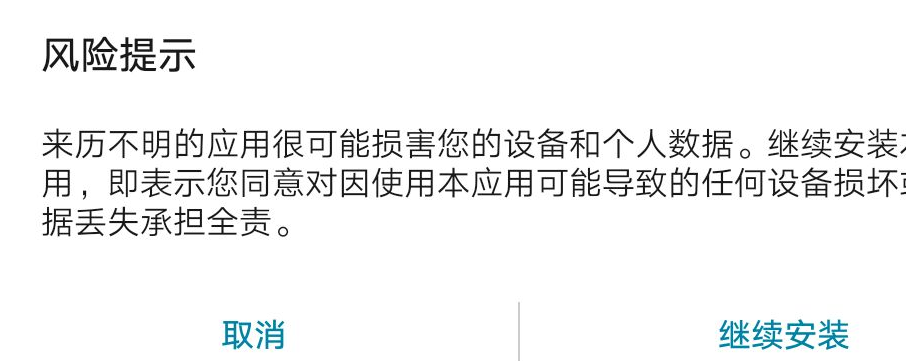 风险提示
来历不明的应用很可能损害您的设备和个人数据。继续安装
用，即表示您同意对因使用本应用可能导致的任何设备损坏
据丢失承担全责。
取消
继续安装